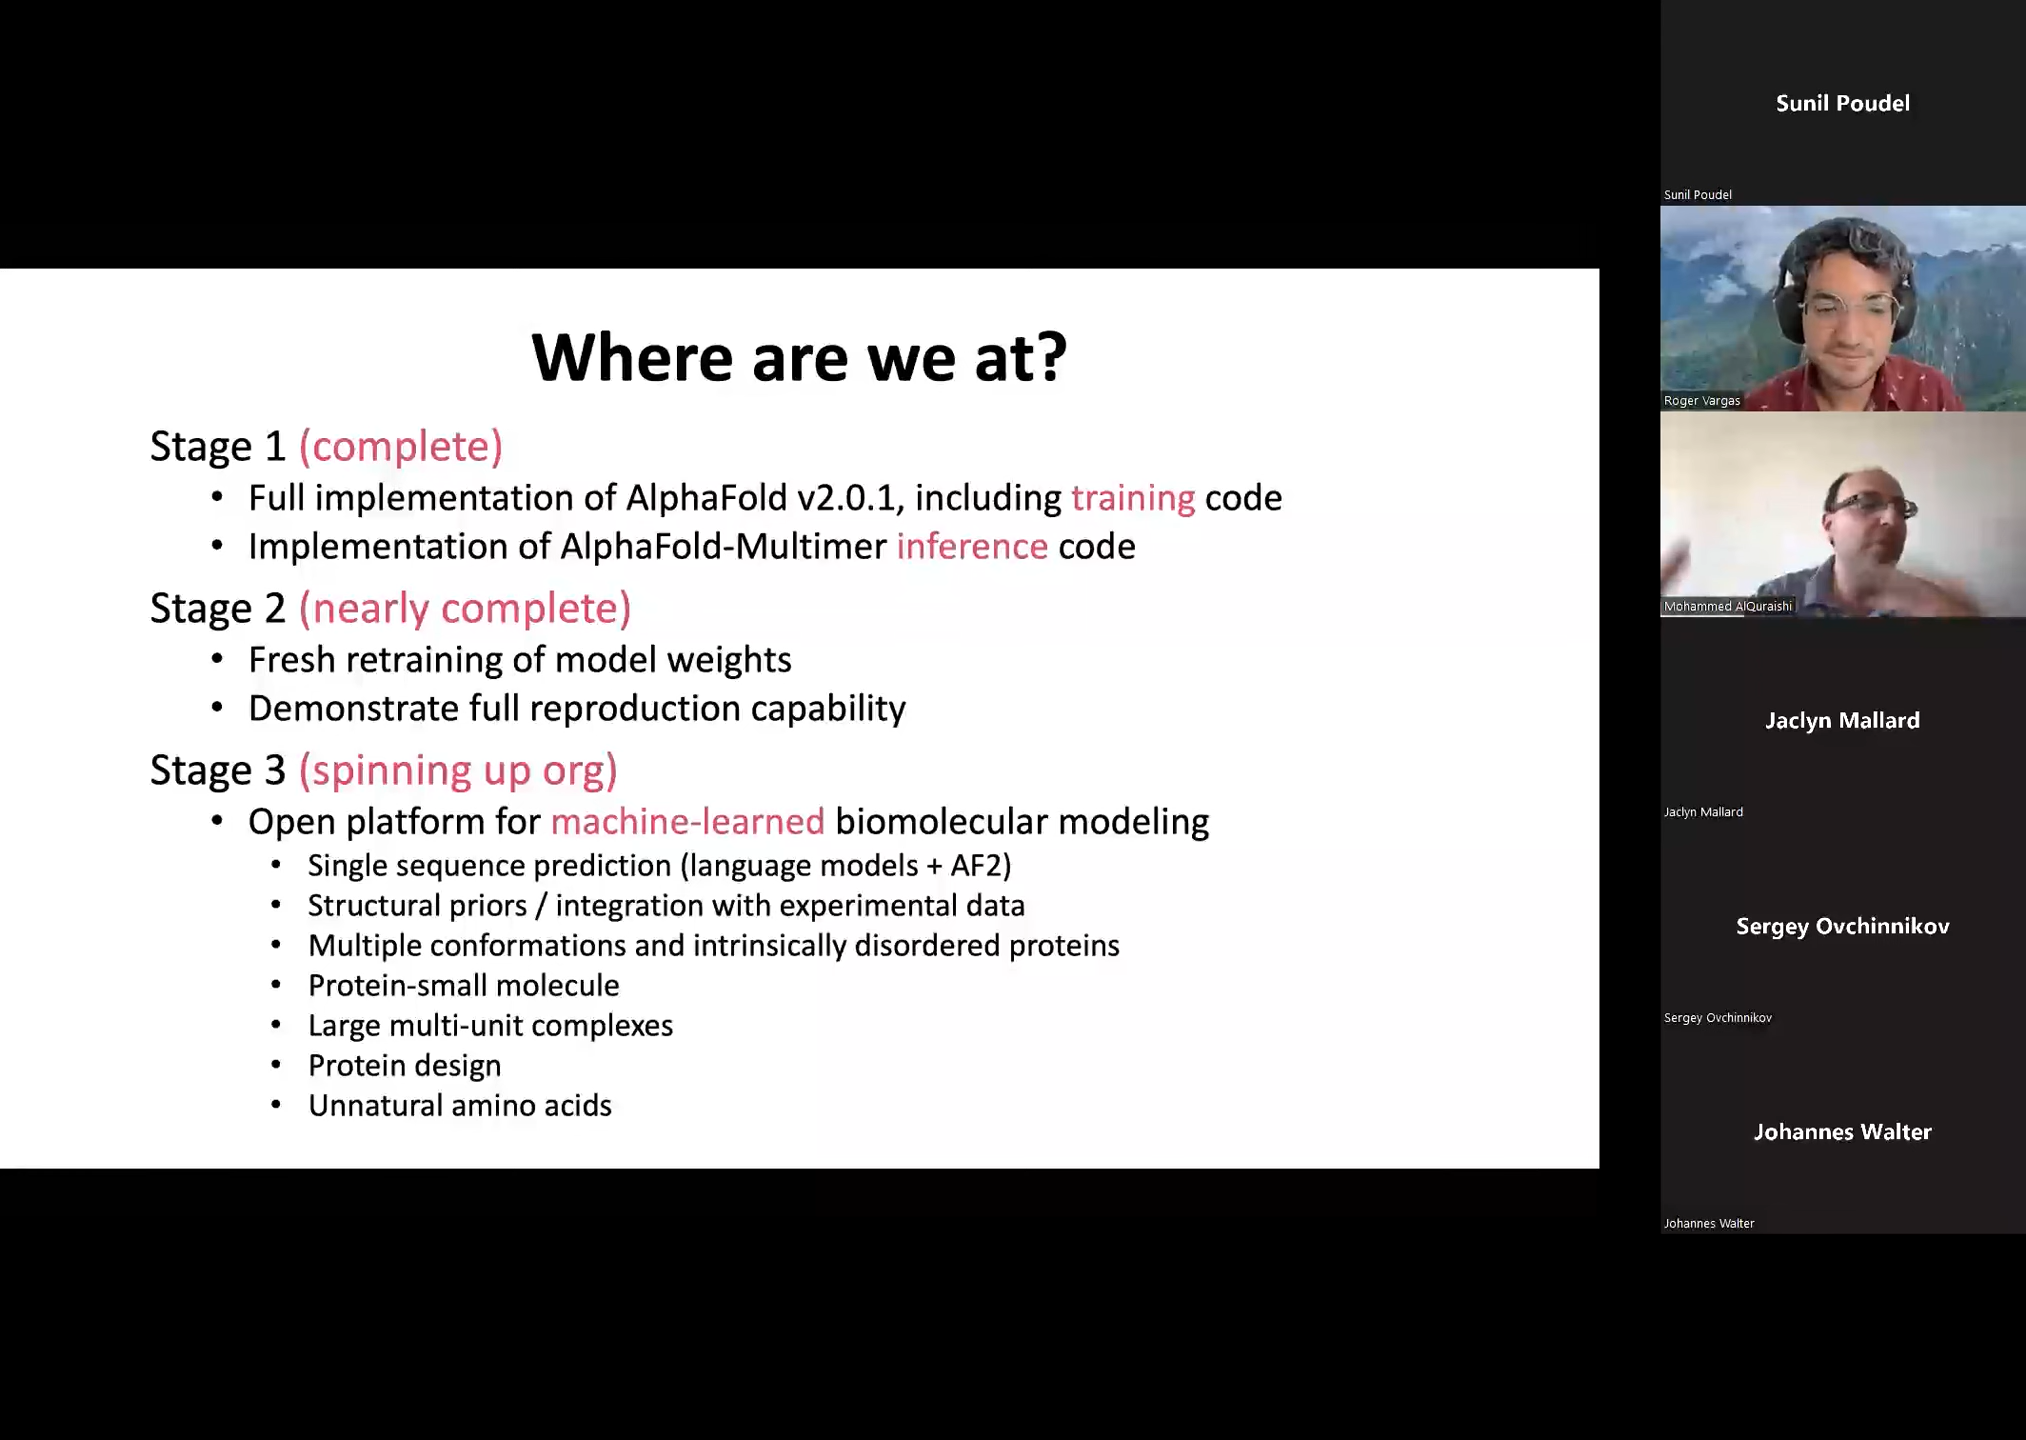 Where are we at?
Stage 1 (complete)
• Full implementation of AlphaFold v2.0.1, including training code
• Implementation of AlphaFold-Multimer inference code
Stage 2 (nearly complete)
• Fresh retraining of model weights
• Demonstrate full reproduction capability
Stage 3 (spinning up org)
• Open platform for machine-learned biomolecular modeling
• Single sequence prediction (language models + AF2)
• Structural priors / integration with experimental data
• Multiple conformations and intrinsically disordered proteins
• Protein-small molecule
• Large multi-unit complexes
• Protein design
• Unnatural amino acids
Sunil Poudel
Sunil Poudel
Roger Vargas
Mohammed AlQuraishi
Jaclyn Mallard
Jaclyn Mallard
Sergey Ovchinnikov
Sergey Ovchinnikov
Johannes Walter
Johannes Walter